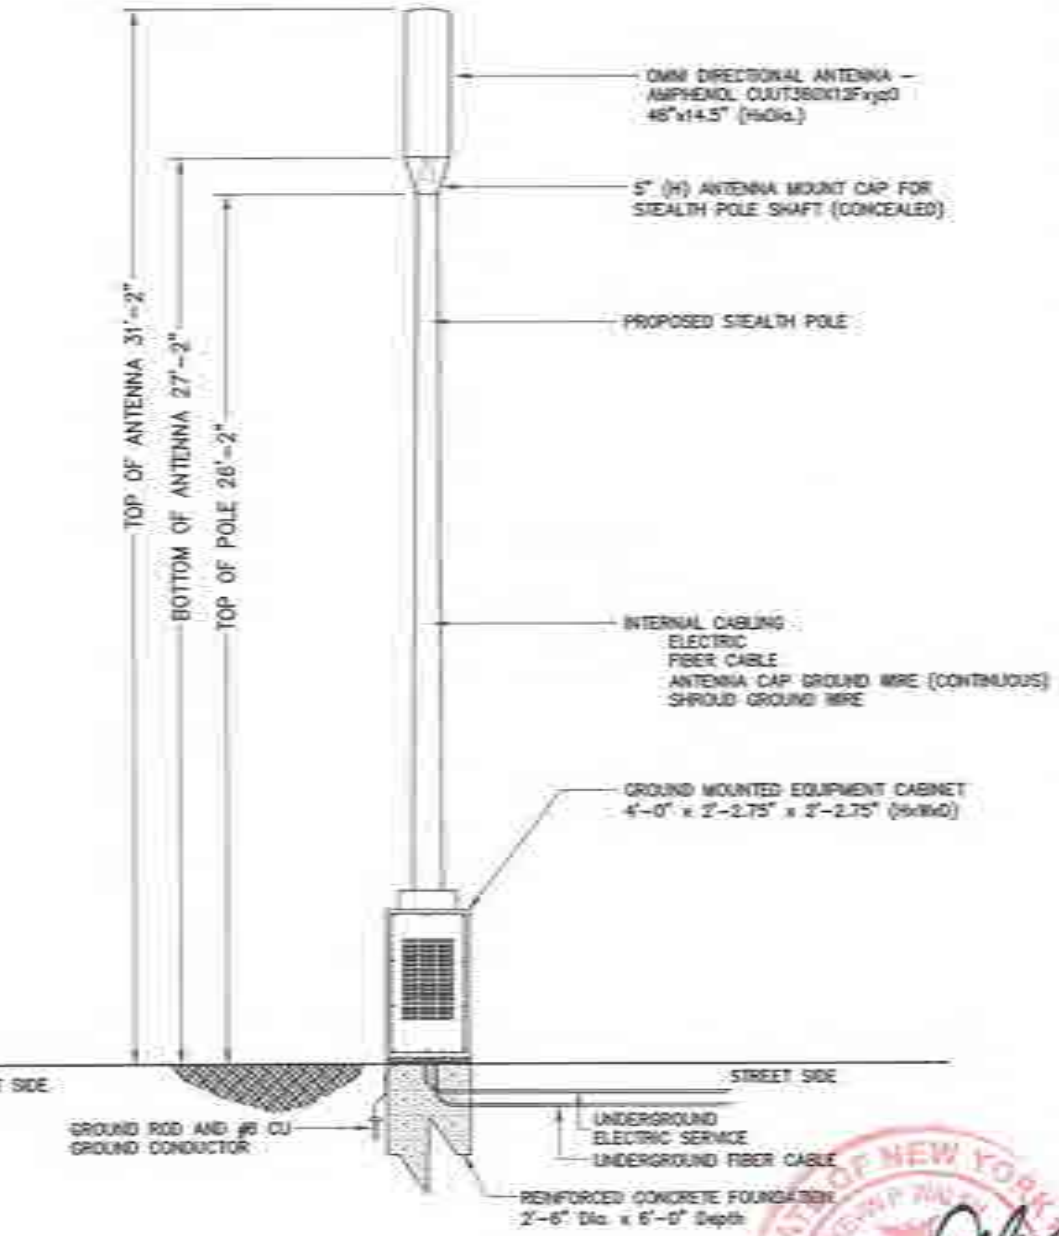 OMNI DIRECTIONAL ANTENNA -
AMPHENOL
48"x14.5" (HxDia.)
5" (H) ANTENNA MOUNT CAP FOR
STEALTH POLE SHAFT (CONCEALED)
PROPOSED STEALTH POLE
TOP OF ANTENNA 31'-2"
BOTTOM OF ANTENNA 27'-2"
TOP OF POLE 26'-2"
INTERNAL CABLING
ELECTRIC
FIBER CABLE
ANTENNA CAP GROUND WIRE (CONTINUOUS)
SHROUD GROUND WIRE
GROUND MOUNTED EQUIPMENT CABINET
4'-0" x 2'-2.75" x 2'-2.75" (HxWxD)
SIDE
STREET SIDE
GROUND ROD AND #6 CU
GROUND CONDUCTOR
UNDERGROUND
ELECTRIC SERVICE
UNDERGROUND FIBER CABLE
REINFORCED CONCRETE FOUNDATION
2'-6" Dia. x 6'-0" Depth
OF NEW YORK